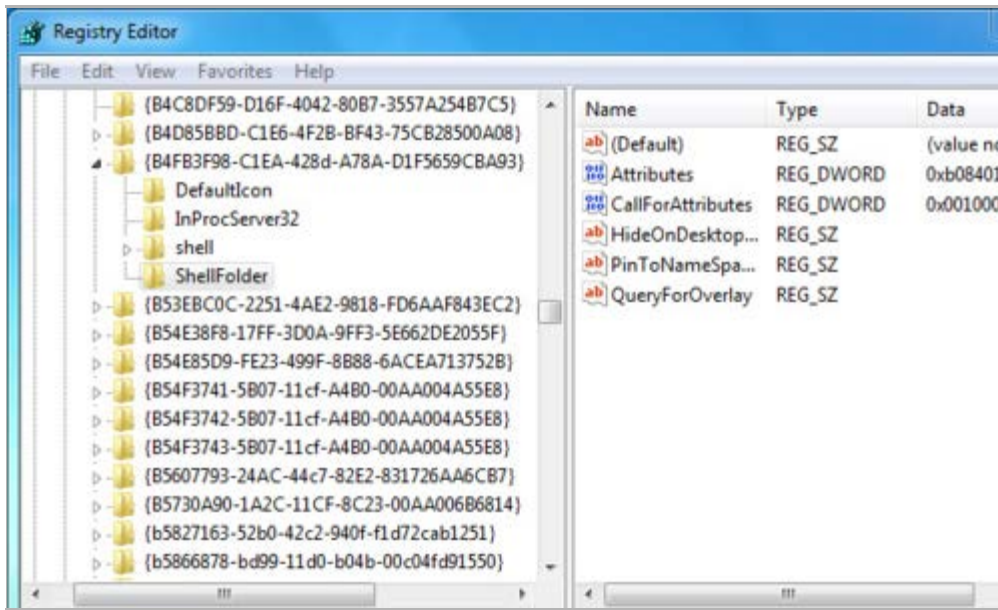 Registry Editor
File Edit View Favorites Help
{B4C8DF59-D16F-4042-80B7-3557A254B7C5}
{B4D85BBD-C1E6-4F2B-BF43-75CB28500A08}
{B4FB3F98-C1EA-428d-A78A-D1F5659CBA93}
DefaultIcon
InProcServer32
shell
ShellFolder
{B53EBC0C-2251-4AE2-9818-FD6AAF843EC2}
{B54E38F8-17FF-3D0A-9FF3-5E662DE2055F}
{B54E85D9-FE23-499F-8B88-6ACEA713752B}
{B54F3741-5B07-11cf-A4B0-00AA004A55E8}
{B54F3742-5B07-11cf-A4B0-00AA004A55E8}
{B54F3743-5B07-11cf-A4B0-00AA004A55E8}
{B5607793-24AC-44c7-82E2-831726AA6CB7}
{B5730A90-1A2C-11CF-8C23-00AA006B6814}
{b5827163-52b0-42c2-940f-f1d72cab1251}
{b5866878-bd99-11d0-b04b-00c04fd91550}
Name Type Data
(Default) REG_SZ (value no
Attributes REG_DWORD 0xb08401
CallForAttributes REG_DWORD 0x001000
HideOnDesktop... REG_SZ
PinToNameSpa... REG_SZ
QueryForOverlay REG_SZ